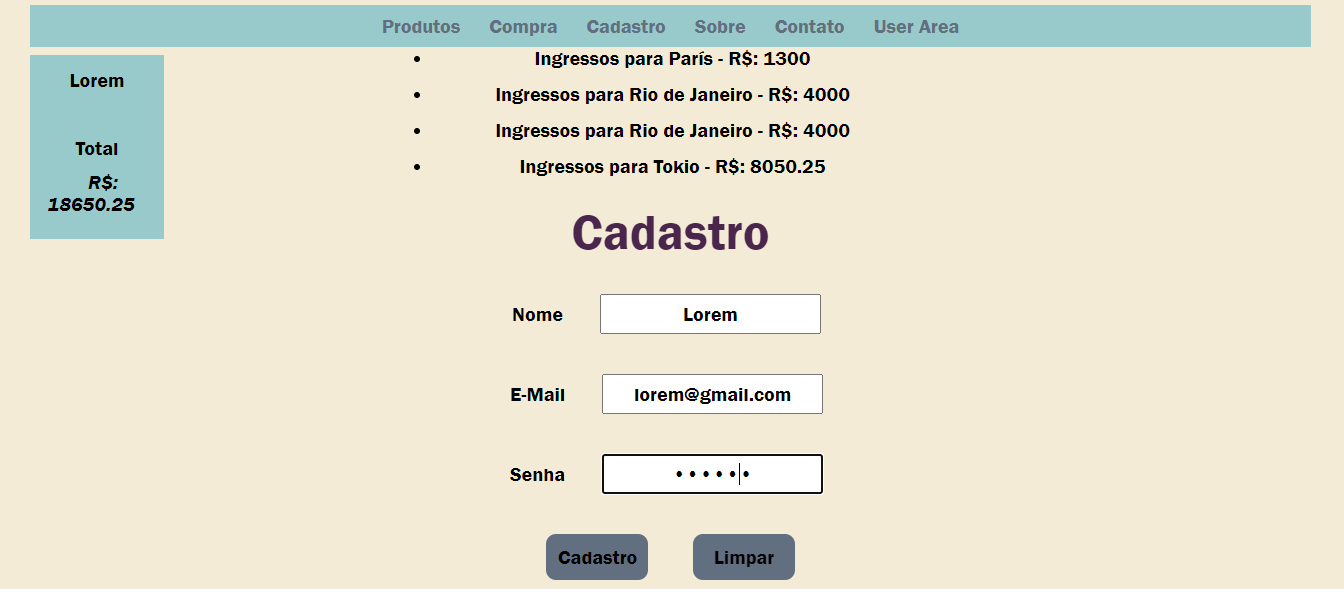 Produtos Compra Cadastro Sobre Contato User Area
Lorem
Total
R$:
18650.25
• Ingressos para París - R$: 1300
• Ingressos para Rio de Janeiro - R$: 4000
• Ingressos para Rio de Janeiro - R$: 4000
• Ingressos para Tokio - R$: 8050.25
Cadastro
Nome Lorem
E-Mail lorem@gmail.com
Senha ••••••
Cadastro Limpar